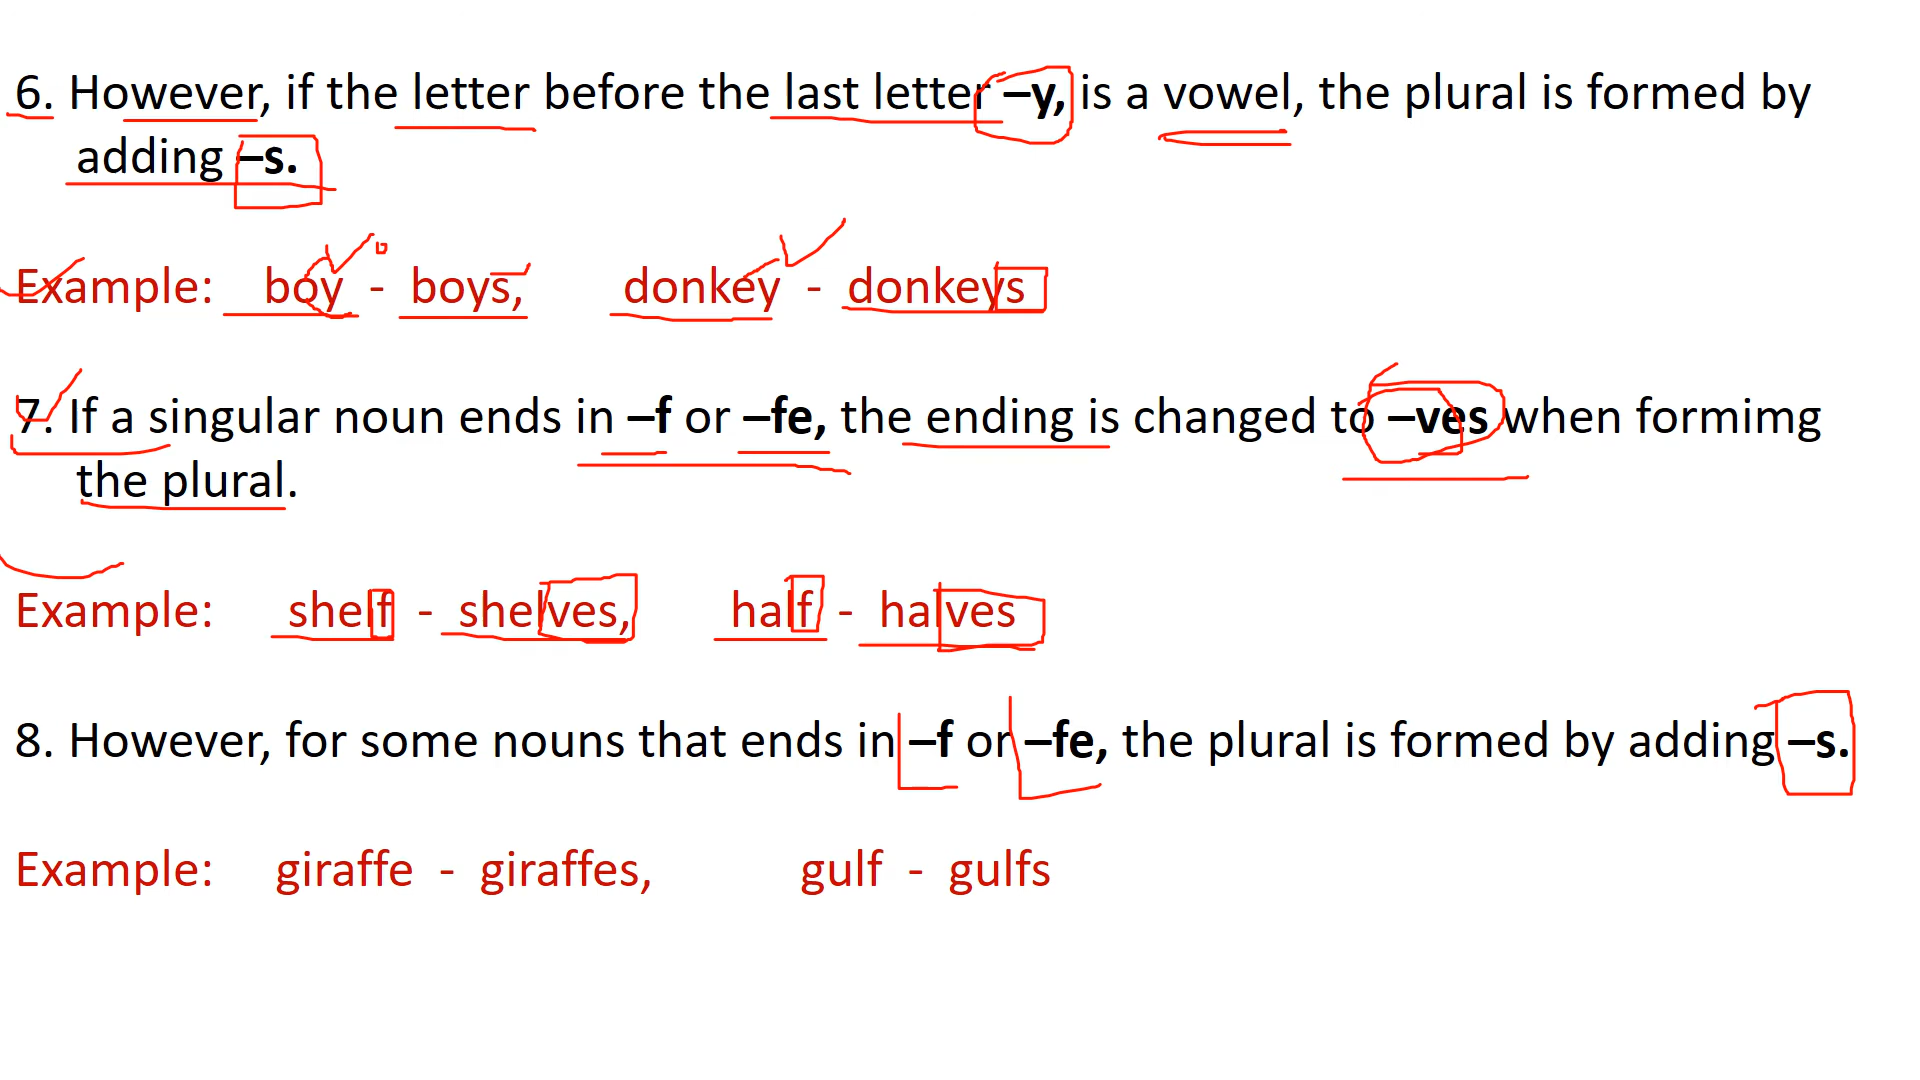 6. However, if the letter before the last letter –y, is a vowel, the plural is formed by
adding –s.
Example: boy - boys, donkey - donkeys
7. If a singular noun ends in –f or –fe, the ending is changed to –ves when formimg
the plural.
Example: shelf - shelves, half - halves
8. However, for some nouns that ends in –f or –fe, the plural is formed by adding –s.
Example: giraffe - giraffes, gulf - gulfs